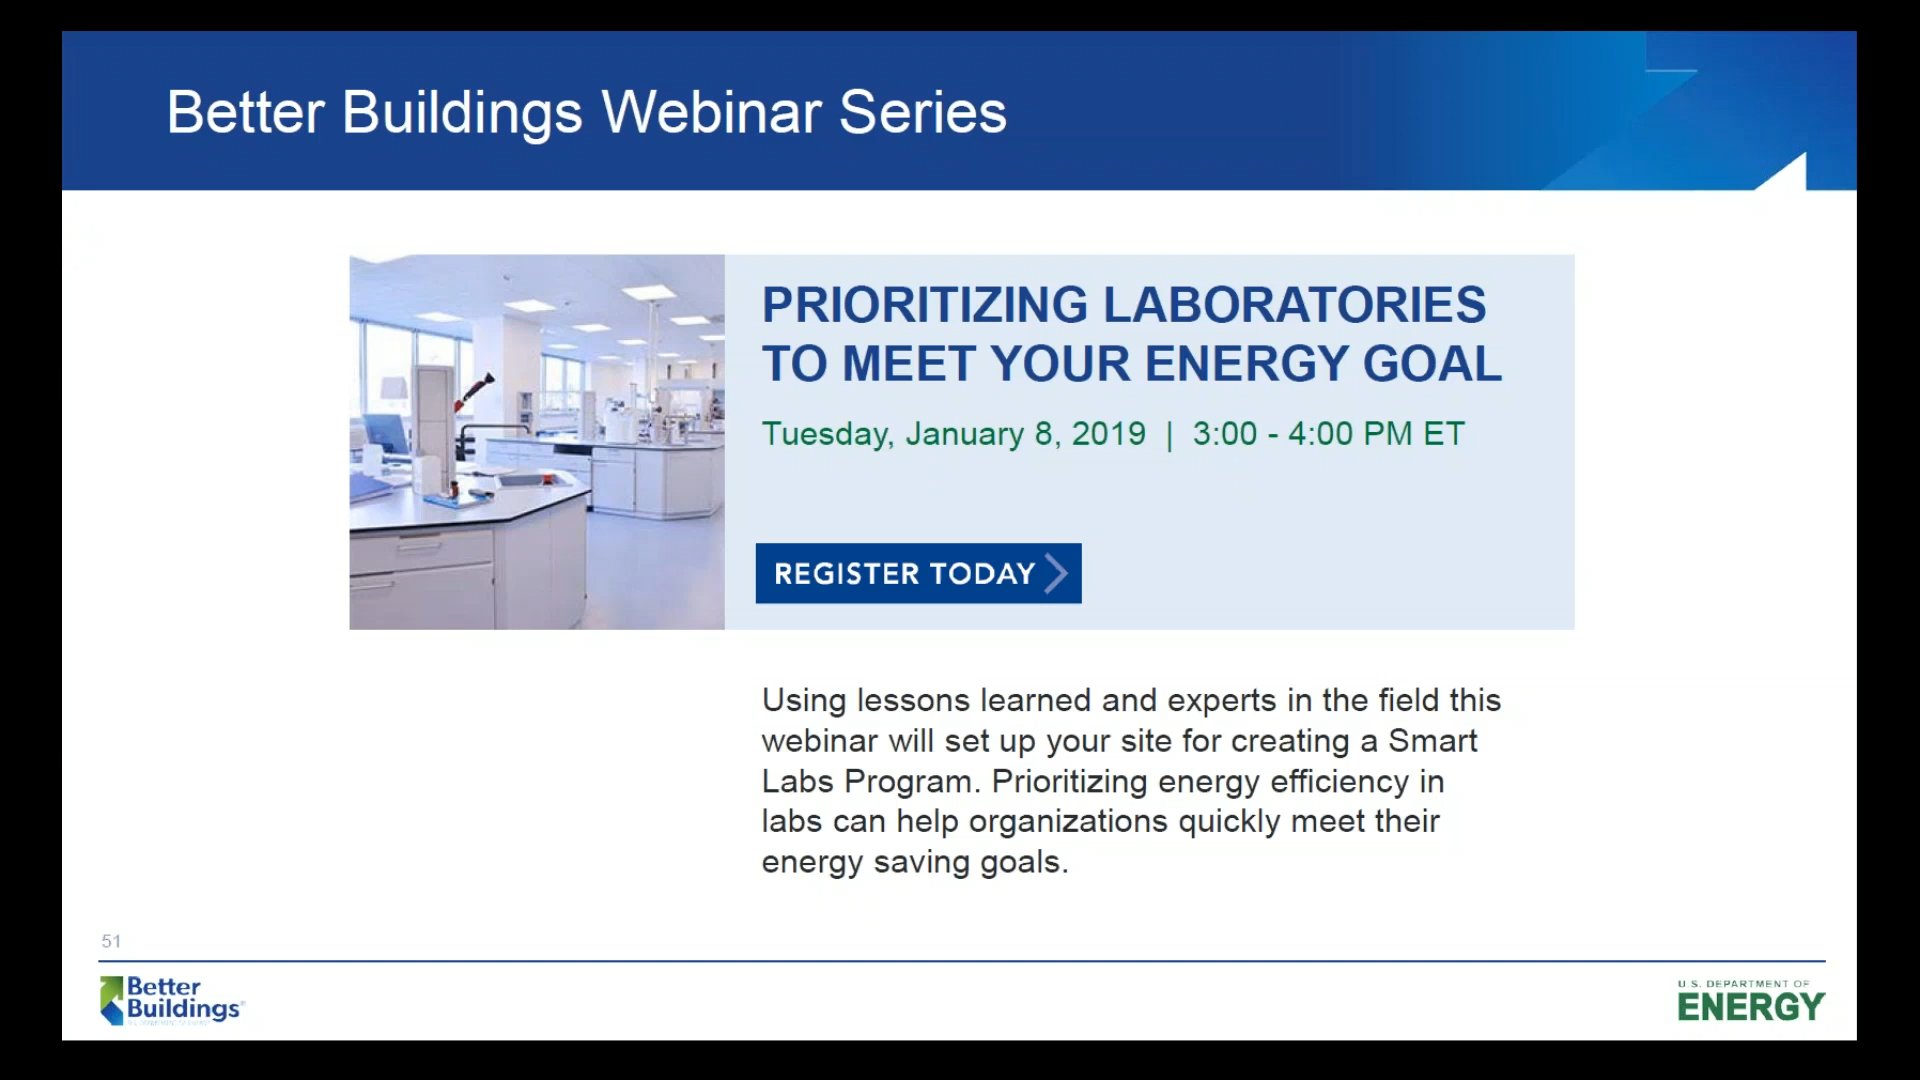 Better Buildings Webinar Series
PRIORITIZING LABORATORIES
TO MEET YOUR ENERGY GOAL
Tuesday, January 8, 2019 | 3:00 - 4:00 PM ET
REGISTER TODAY
Using lessons learned and experts in the field this
webinar will set up your site for creating a Smart
Labs Program. Prioritizing energy efficiency in
labs can help organizations quickly meet their
energy saving goals.
51
Better
Buildings®
U.S. DEPARTMENT OF
ENERGY